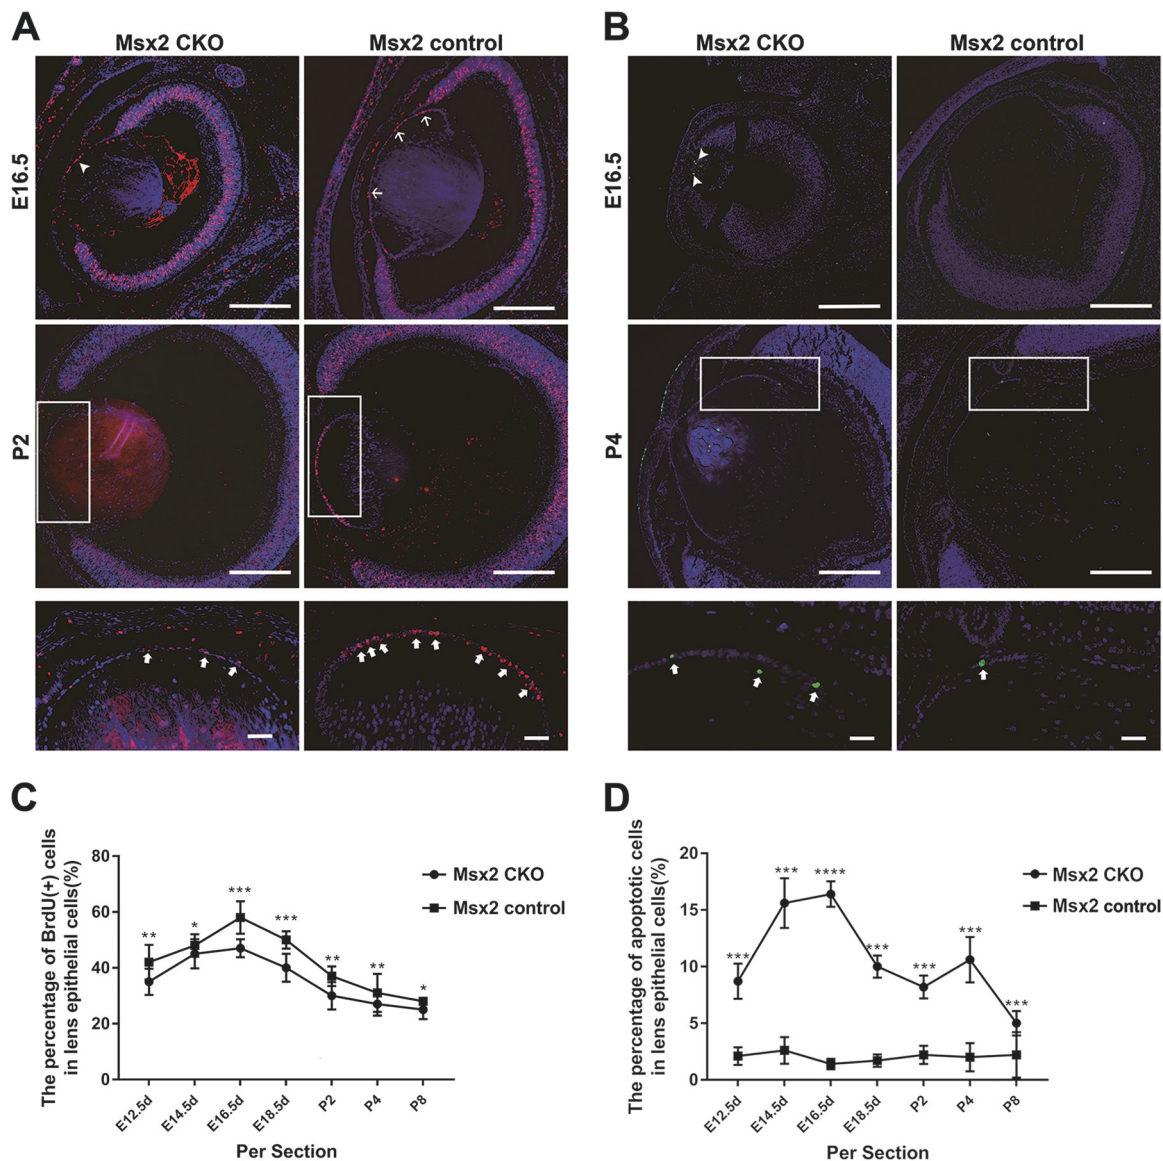 A
Msx2 CKO
Msx2 control
E16.5
P2
B
Msx2 CKO
Msx2 control
E16.5
P4
C
The percentage of BrdU(+) cells
in lens epithelial cells(%)
80
60
40
20
0
**
*
***
***
**
**
*
Msx2 CKO
Msx2 control
E12.5d
E14.5d
E16.5d
E18.5d
P2
P4
P8
Per Section
D
The percentage of apoptotic cells
in lens epithelial cells(%)
20
15
10
5
0
***
***
****
***
***
***
***
Msx2 CKO
Msx2 control
E12.5d
E14.5d
E16.5d
E18.5d
P2
P4
P8
Per Section